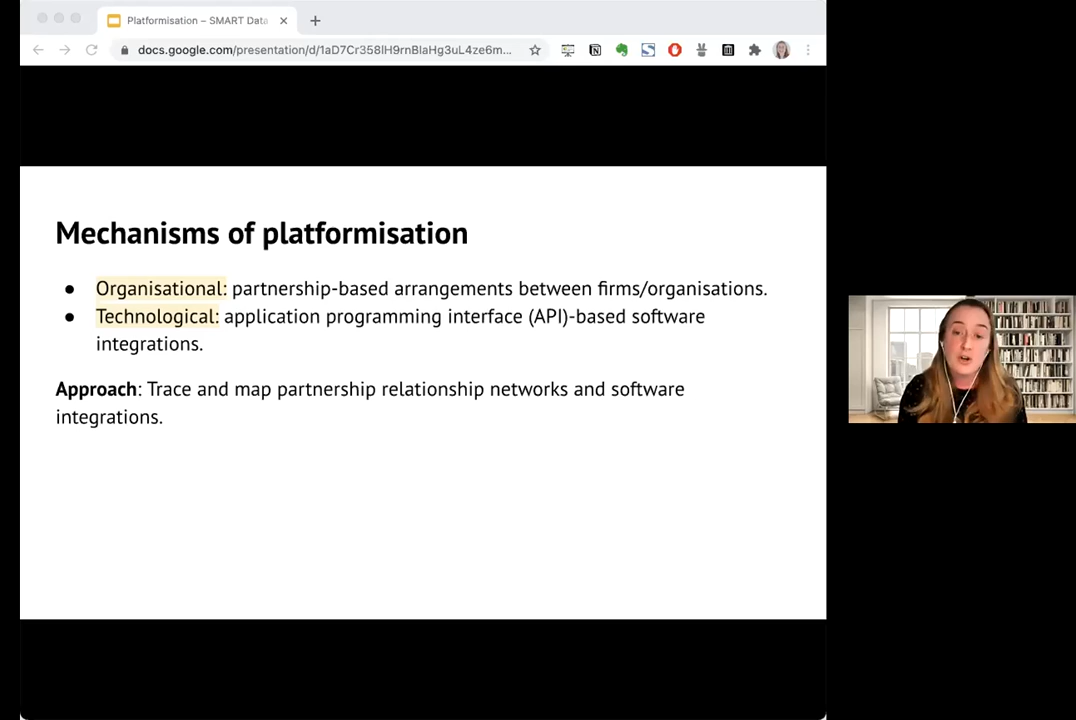 Platformisation – SMART Data
docs.google.com/presentation/d/1aD7Cr358lH9rnBlaHg3uL4ze6m...
Mechanisms of platformisation
● Organisational: partnership-based arrangements between firms/organisations.
● Technological: application programming interface (API)-based software
integrations.
Approach: Trace and map partnership relationship networks and software
integrations.